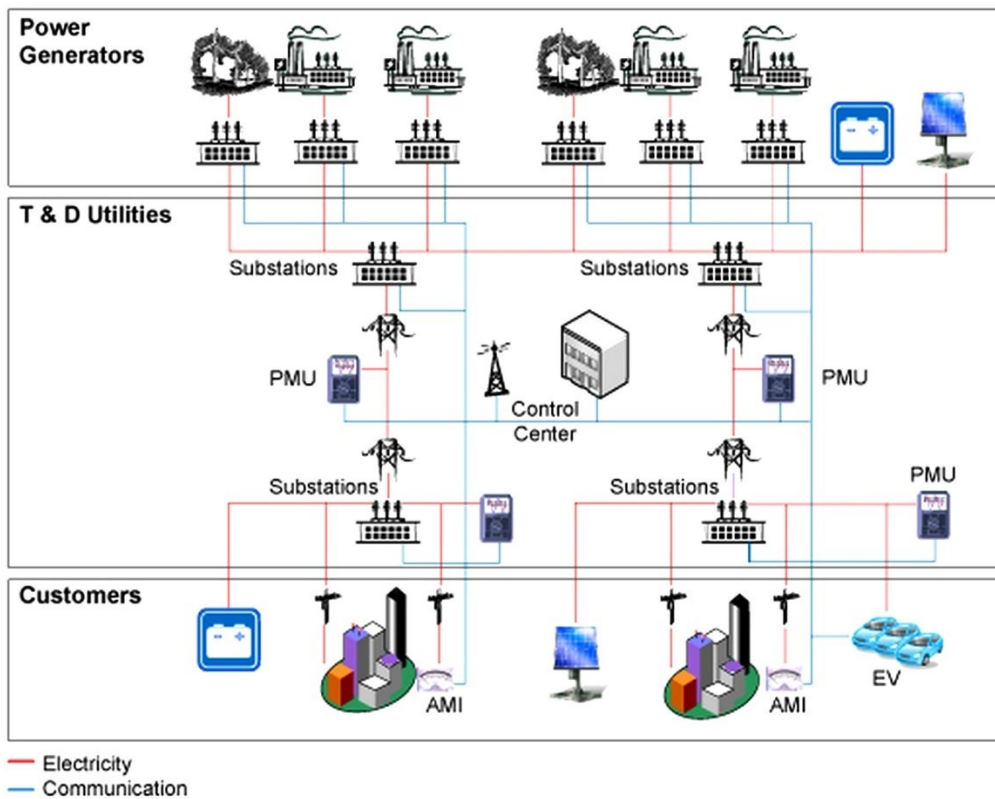 Power
Generators
T & D Utilities
Substations
Substations
PMU
PMU
Control
Center
Substations
Substations
PMU
Customers
AMI
AMI
EV
Electricity
Communication